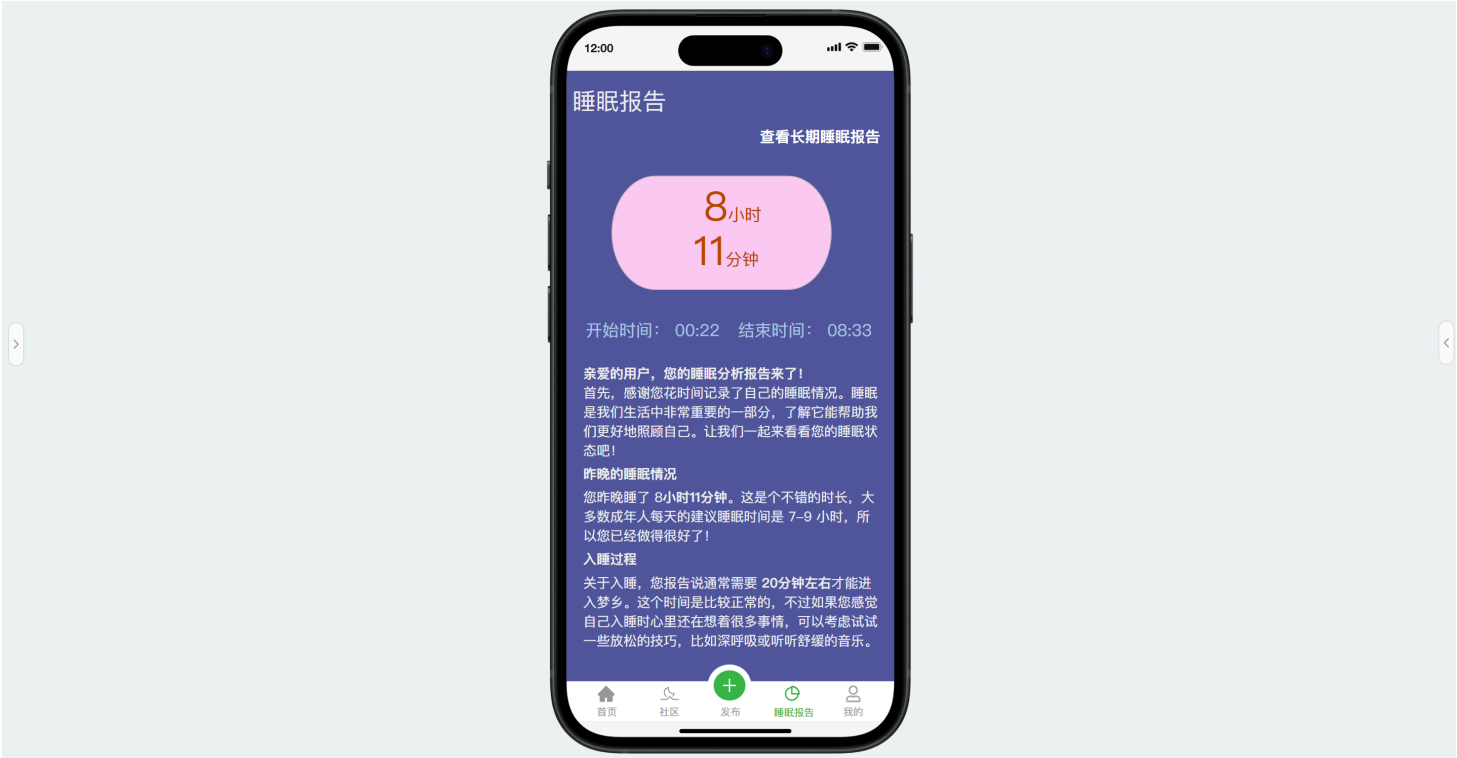 12:00
睡眠报告
查看长期睡眠报告
8小时
11分钟
开始时间： 00:22 结束时间： 08:33
亲爱的用户，您的睡眠分析报告来了！
首先，感谢您花时间记录了自己的睡眠情况。睡眠
是我们生活中非常重要的一部分，了解它能帮助我
们更好地照顾自己。让我们一起来看看您的睡眠状
态吧！
昨晚的睡眠情况
您昨晚睡了 8小时11分钟。这是个不错的时长，大
多数成年人每天的建议睡眠时间是 7–9 小时，所
以您已经做得很好了！
入睡过程
关于入睡，您报告说通常需要 20分钟左右才能进
入梦乡。这个时间是比较正常的，不过如果您感觉
自己入睡时心里还在想着很多事情，可以考虑试试
一些放松的技巧，比如深呼吸或听听舒缓的音乐。
首页 社区 发布 睡眠报告 我的